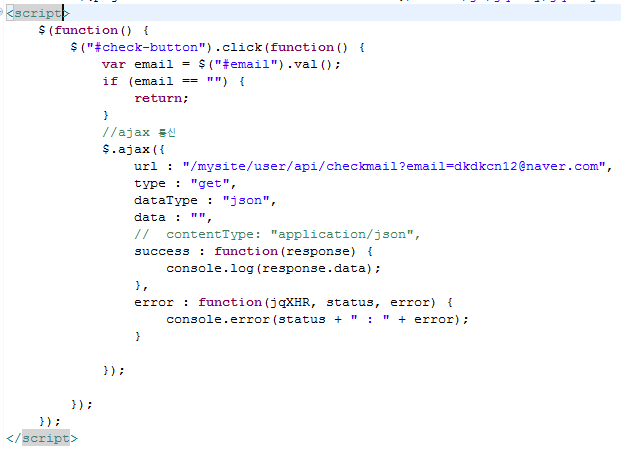 <script>
$(function() {
$("#check-button").click(function() {
var email = $("#email").val();
if (email == "") {
return;
}
//ajax 통신
$.ajax({
url : "/mysite/user/api/checkmail?email=dkdkcn12@naver.com",
type : "get",
dataType : "json",
data : "",
//  contentType: "application/json",
success : function(response) {
console.log(response.data);
},
error : function(jqXHR, status, error) {
console.error(status + " : " + error);
}
});
});
});
</script>